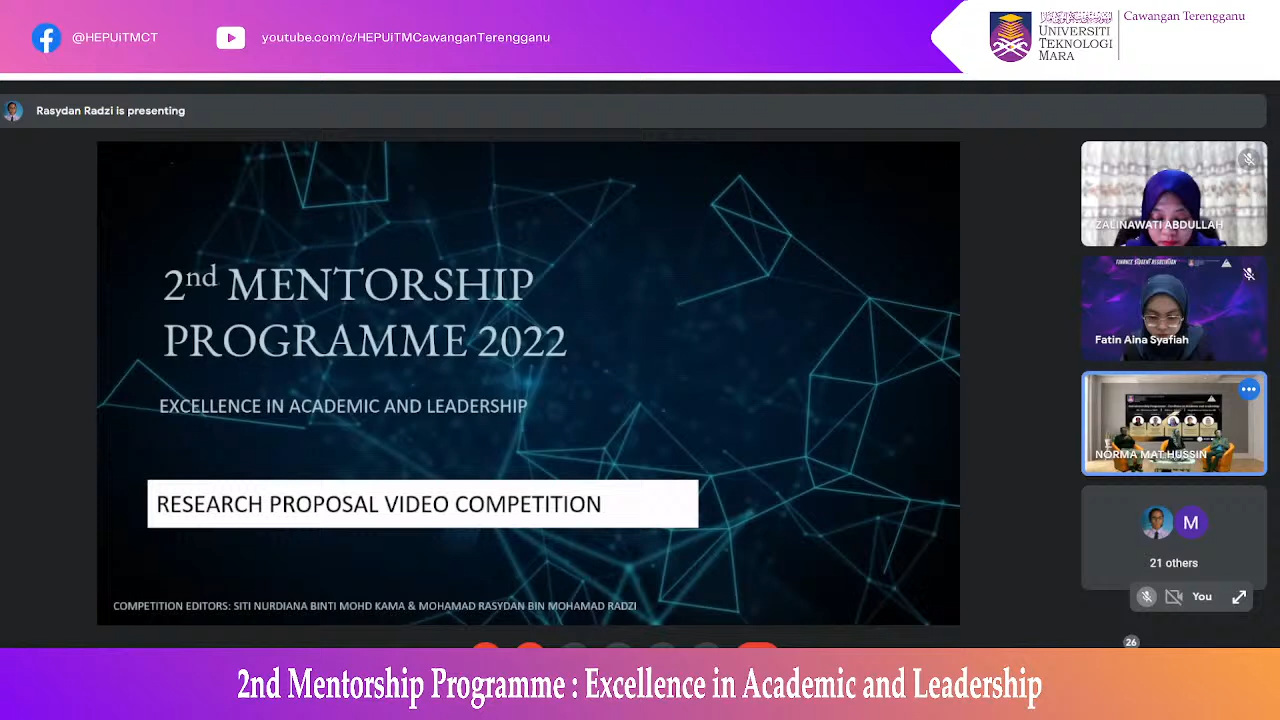 @HEPUiTMCT
youtube.com/c/HEPUiTMCawanganTerengganu
UNIVERSITI
TEKNOLOGI
MARA
Cawangan Terengganu
Rasydan Radzi is presenting
2nd MENTORSHIP
PROGRAMME 2022
EXCELLENCE IN ACADEMIC AND LEADERSHIP
RESEARCH PROPOSAL VIDEO COMPETITION
COMPETITION EDITORS: SITI NURDIANA BINTI MOHD KAMA & MOHAMAD RASYDAN BIN MOHAMAD RADZI
ZALINAWATI ABDULLAH
FINANCE STUDENT ASSOCIATION
Fatin Aina Syafiah
NORMA MAT HUSSIN
M
21 others
You
26
2nd Mentorship Programme : Excellence in Academic and Leadership